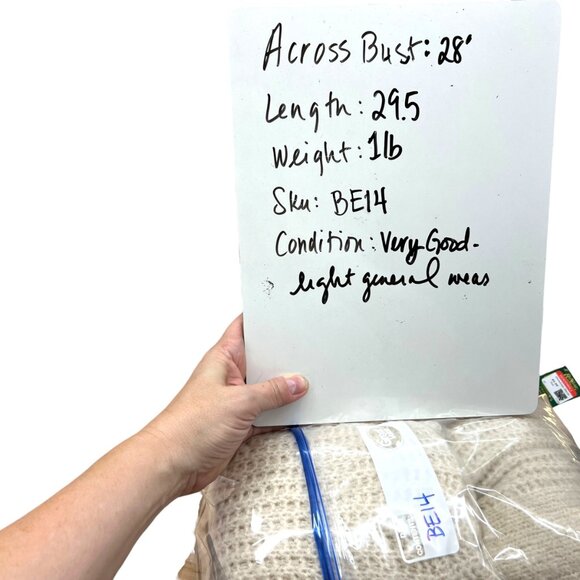 Across Bust: 28"
Length: 29.5
Weight: 1lb
Sku: BE14
Condition: Very Good-
light general wear
BE14